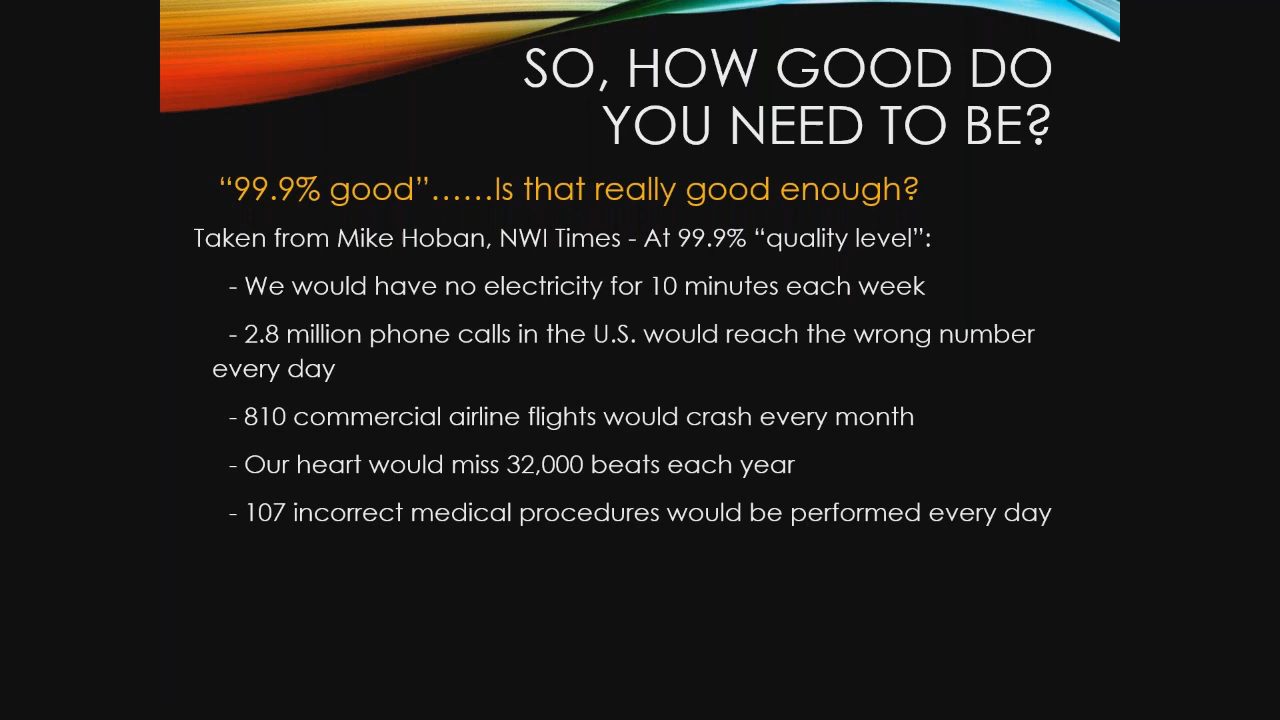 SO, HOW GOOD DO
YOU NEED TO BE?
“99.9% good”……Is that really good enough?
Taken from Mike Hoban, NWI Times - At 99.9% “quality level”:
- We would have no electricity for 10 minutes each week
- 2.8 million phone calls in the U.S. would reach the wrong number
every day
- 810 commercial airline flights would crash every month
- Our heart would miss 32,000 beats each year
- 107 incorrect medical procedures would be performed every day